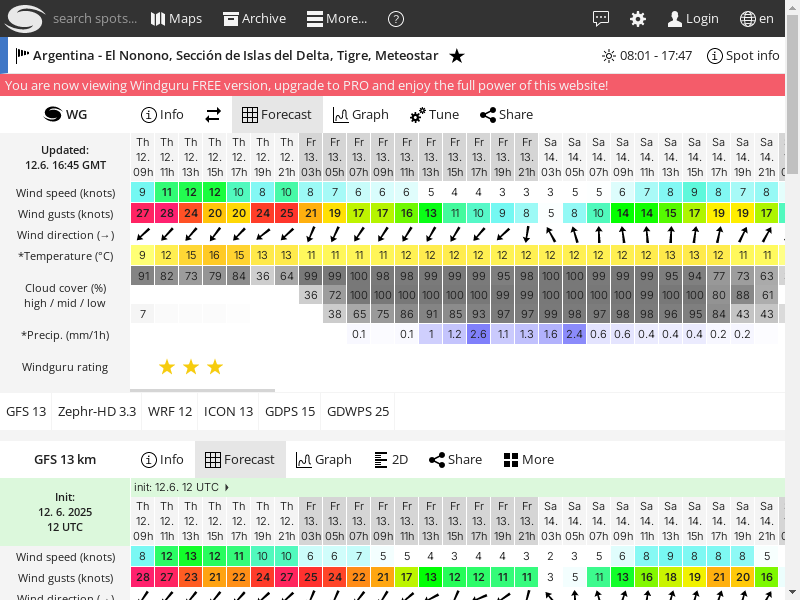 search spots... Maps Archive More... ? Login en
Argentina - El Nonono, Sección de Islas del Delta, Tigre, Meteostar 08:01 - 17:47 Spot info
You are now viewing Windguru FREE version, upgrade to PRO and enjoy the full power of this website!
WG Info Forecast Graph Tune Share
Updated:
12.6. 16:45 GMT
Th Th Th Th Th Th Th Fr Fr Fr Fr Fr Fr Fr Fr Fr Fr Sa Sa Sa Sa Sa Sa Sa Sa Sa Sa
12. 12. 12. 12. 12. 12. 12. 13. 13. 13. 13. 13. 13. 13. 13. 13. 13. 14. 14. 14. 14. 14. 14. 14. 14. 14. 14.
09h 11h 13h 15h 17h 19h 21h 03h 05h 07h 09h 11h 13h 15h 17h 19h 21h 03h 05h 07h 09h 11h 13h 15h 17h 19h 21h
Wind speed (knots) 9 11 12 12 10 8 10 8 7 6 6 6 5 4 4 3 3 3 5 5 6 7 8 9 8 7 8
Wind gusts (knots) 27 28 24 20 20 24 25 21 19 17 17 16 13 11 10 9 8 5 8 10 14 14 15 17 19 19 17
Wind direction (→)
*Temperature (°C) 9 12 15 16 15 13 13 11 11 11 11 12 12 12 12 12 12 12 12 12 12 12 13 13 12 11 11
Cloud cover (%)
high / mid / low
91 82 73 79 84 36 64 99 99 100 98 98 99 99 99 95 98 100 100 99 99 99 95 94 77 73 63
36 72 100 100 100 100 100 100 99 99 100 100 99 99 100 100 100 80 88 61
7 38 65 75 86 91 85 93 97 97 99 98 97 98 98 96 95 84 43 43
*Precip. (mm/1h) 0.1 0.1 1 1.2 2.6 1.1 1.3 1.6 2.4 0.6 0.6 0.4 0.4 0.4 0.2 0.2
Windguru rating
GFS 13 Zephr-HD 3.3 WRF 12 ICON 13 GDPS 15 GDWPS 25
GFS 13 km Info Forecast Graph 2D Share More
init: 12.6. 12 UTC
Init:
12. 6. 2025
12 UTC
Th Th Th Th Th Th Th Fr Fr Fr Fr Fr Fr Fr Fr Fr Fr Sa Sa Sa Sa Sa Sa Sa Sa Sa Sa
12. 12. 12. 12. 12. 12. 12. 13. 13. 13. 13. 13. 13. 13. 13. 13. 13. 14. 14. 14. 14. 14. 14. 14. 14. 14. 14.
09h 11h 13h 15h 17h 19h 21h 03h 05h 07h 09h 11h 13h 15h 17h 19h 21h 03h 05h 07h 09h 11h 13h 15h 17h 19h 21h
Wind speed (knots) 8 12 13 12 11 10 10 6 6 7 5 5 4 3 4 4 3 2 3 5 6 8 9 8 8 8 5
Wind gusts (knots) 28 27 23 21 22 24 27 25 24 22 21 17 13 12 12 11 11 3 5 11 13 16 18 19 21 20 16
Wind direction (→)